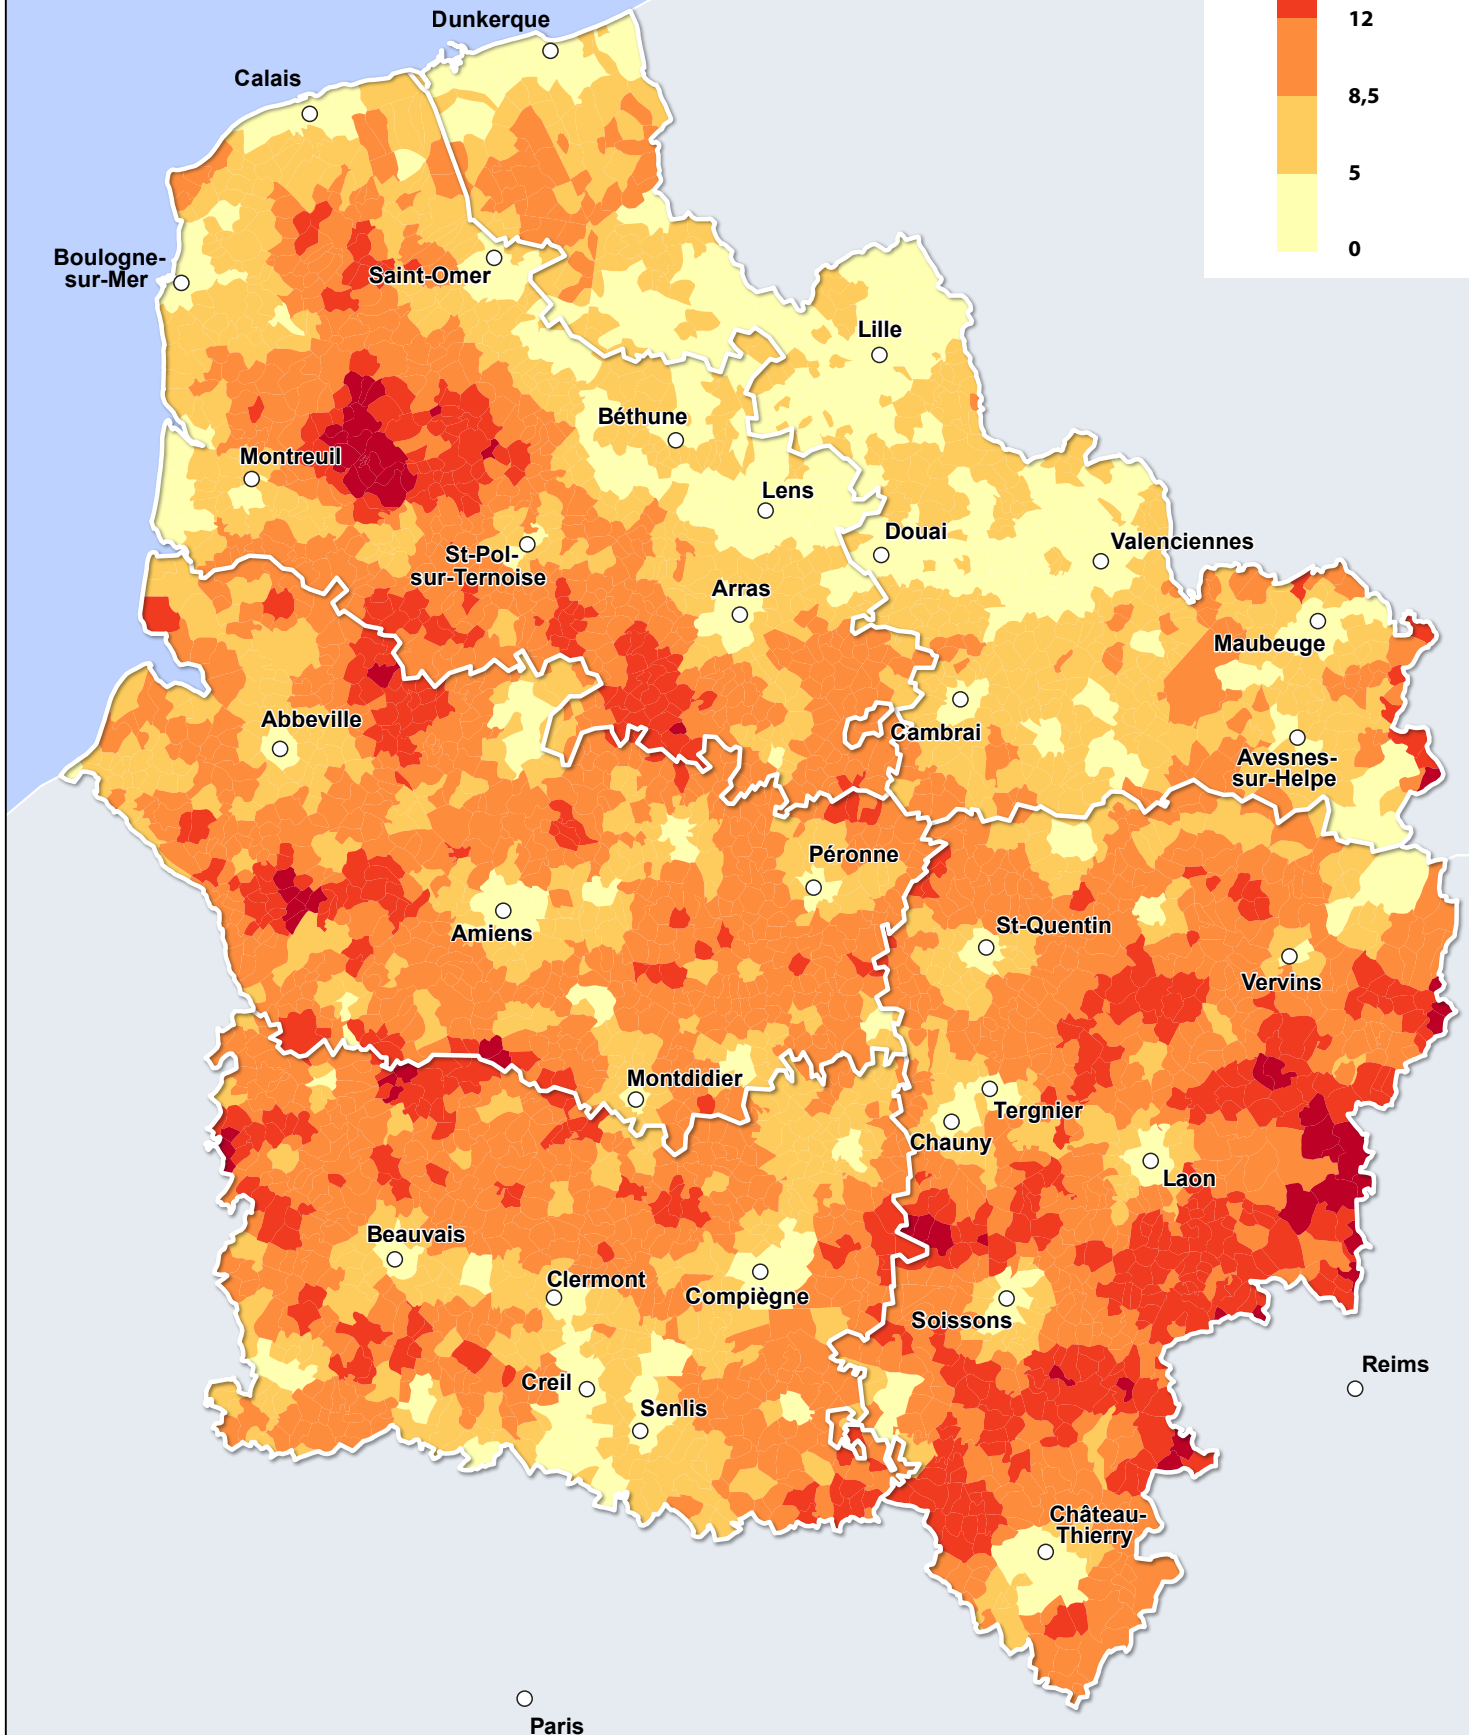 12
8,5
5
0
Dunkerque
Calais
Boulogne-
sur-Mer
Saint-Omer
Lille
Béthune
Montreuil
Lens
Douai
Valenciennes
St-Pol-
sur-Ternoise
Arras
Maubeuge
Abbeville
Cambrai
Avesnes-
sur-Helpe
Péronne
Amiens
St-Quentin
Vervins
Montdidier
Tergnier
Chauny
Laon
Beauvais
Clermont
Compiègne
Soissons
Reims
Creil
Senlis
Château-
Thierry
Paris